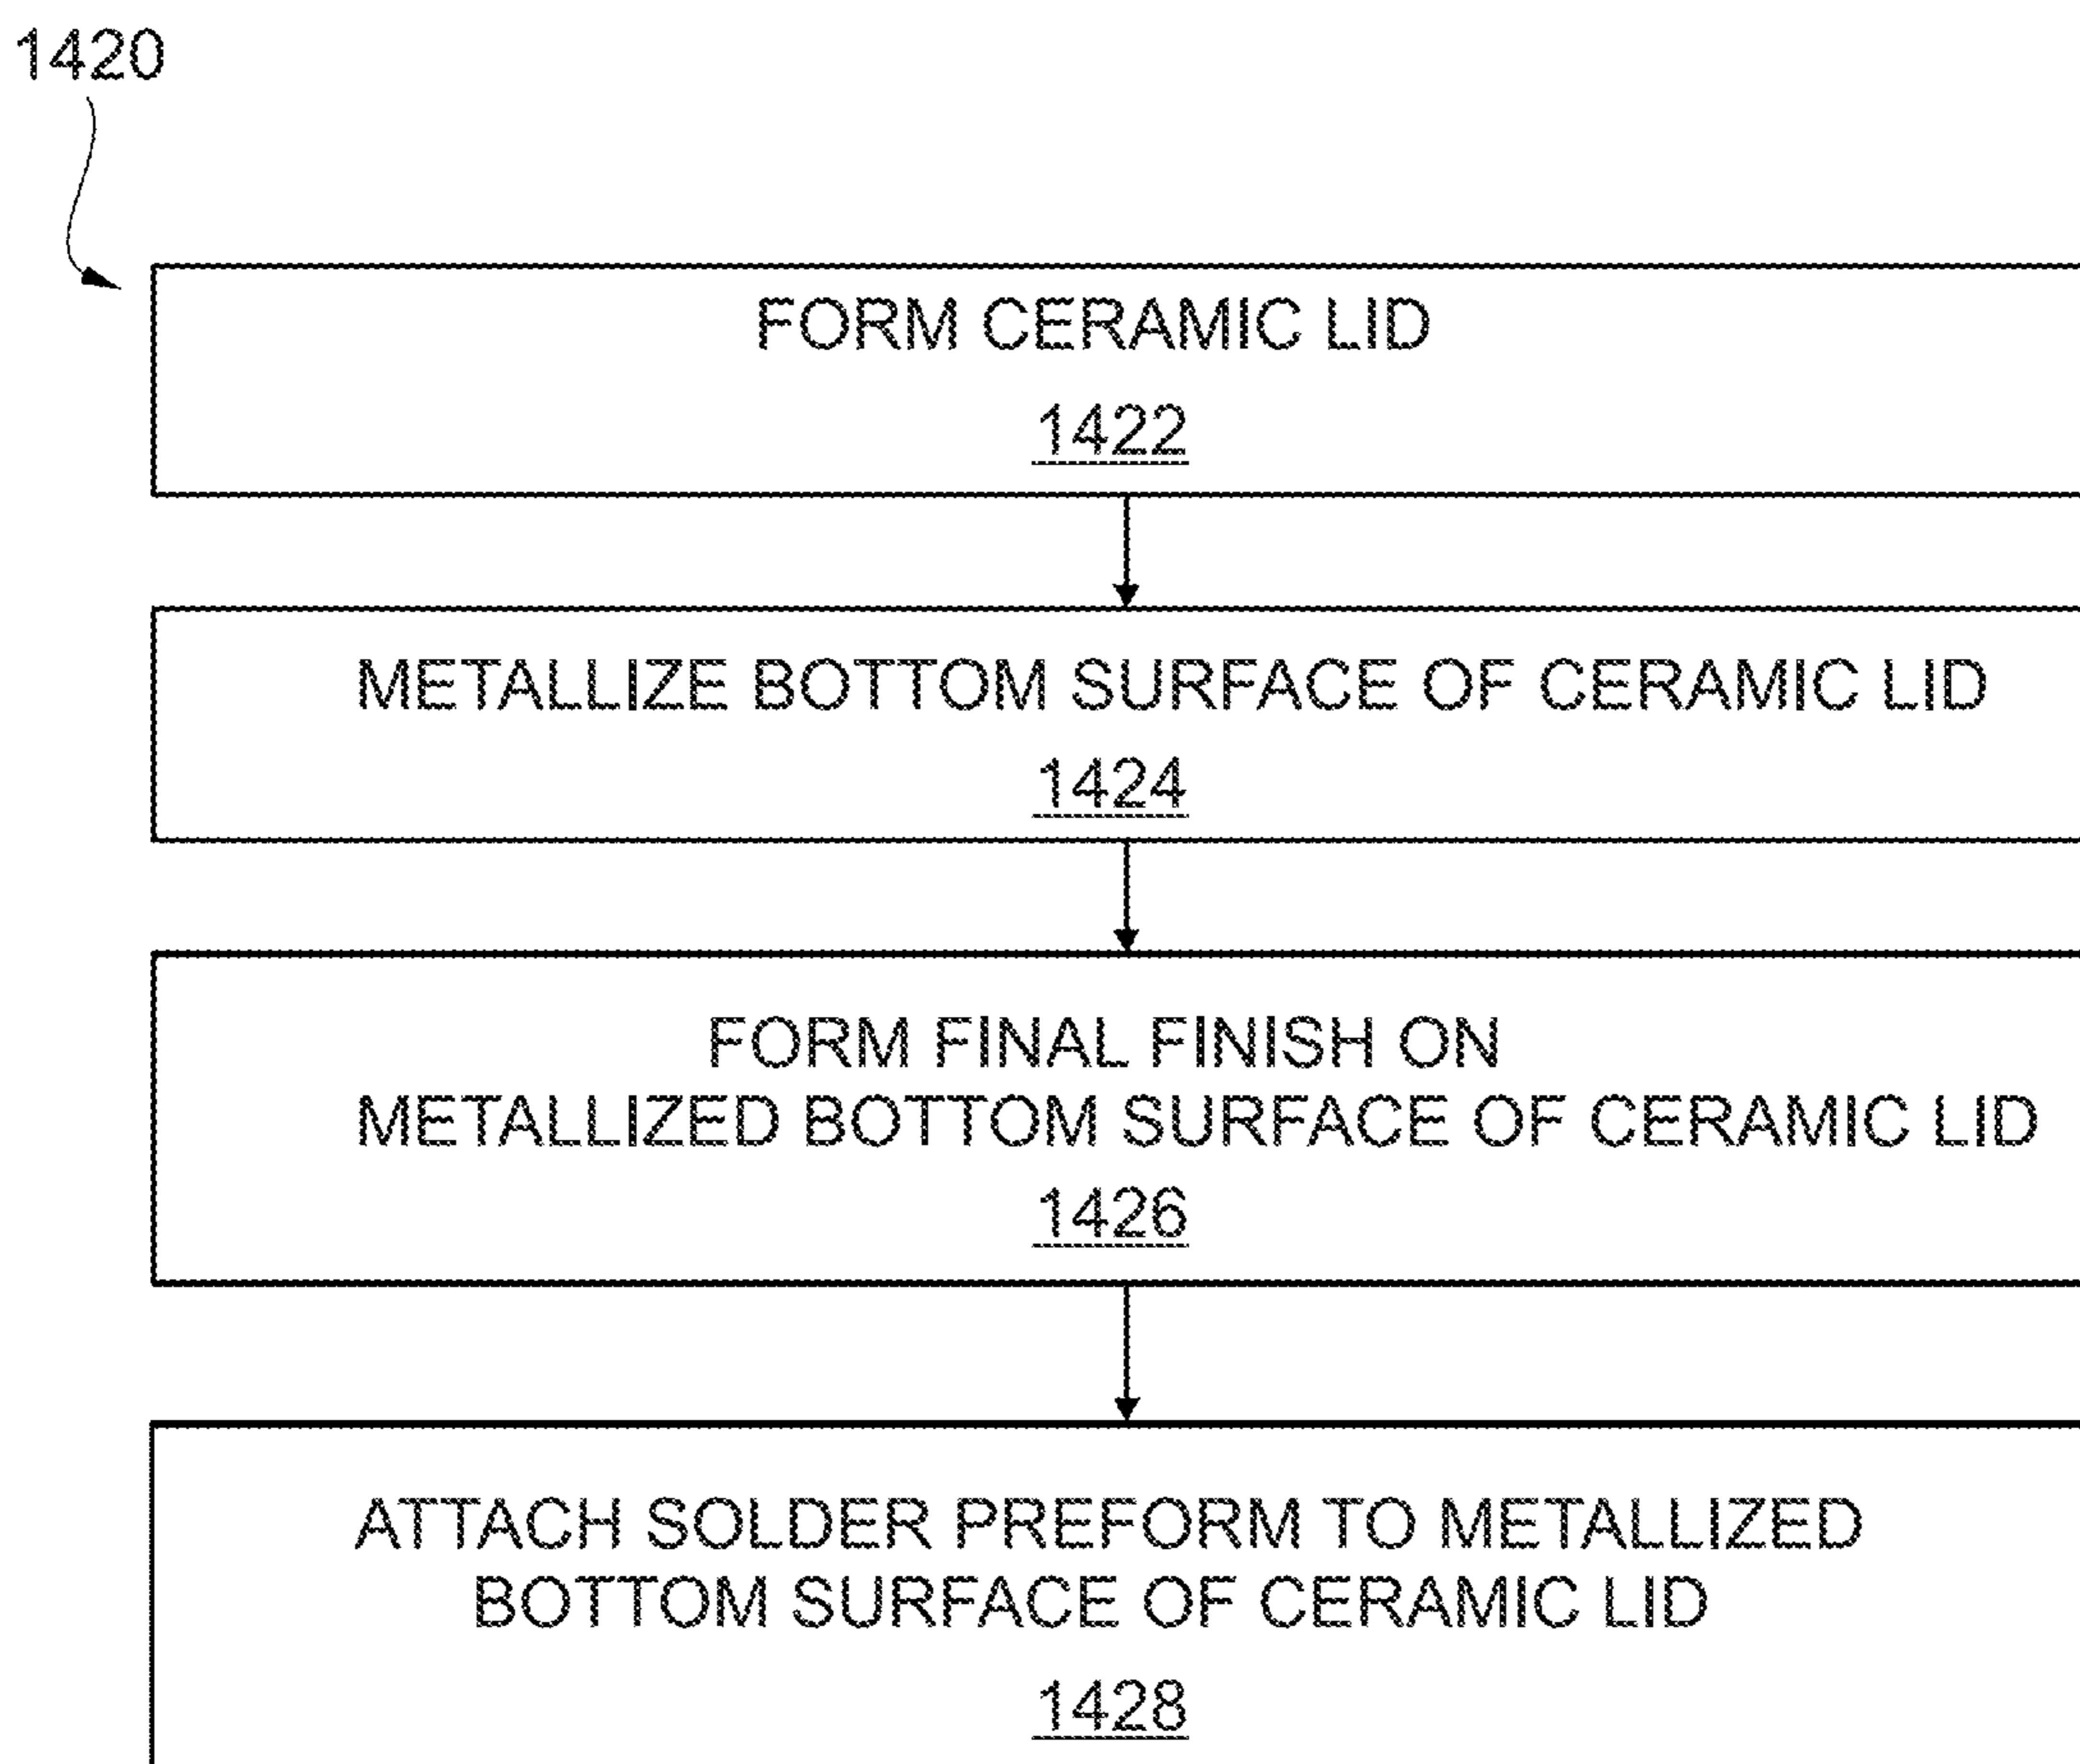 1420
FORM CERAMIC LID
1422
METALLIZE BOTTOM SURFACE OF CERAMIC LID
1424
FORM FINAL FINISH ON
METALLIZED BOTTOM SURFACE OF CERAMIC LID
1426
ATTACH SOLDER PREFORM TO METALLIZED
BOTTOM SURFACE OF CERAMIC LID
1428